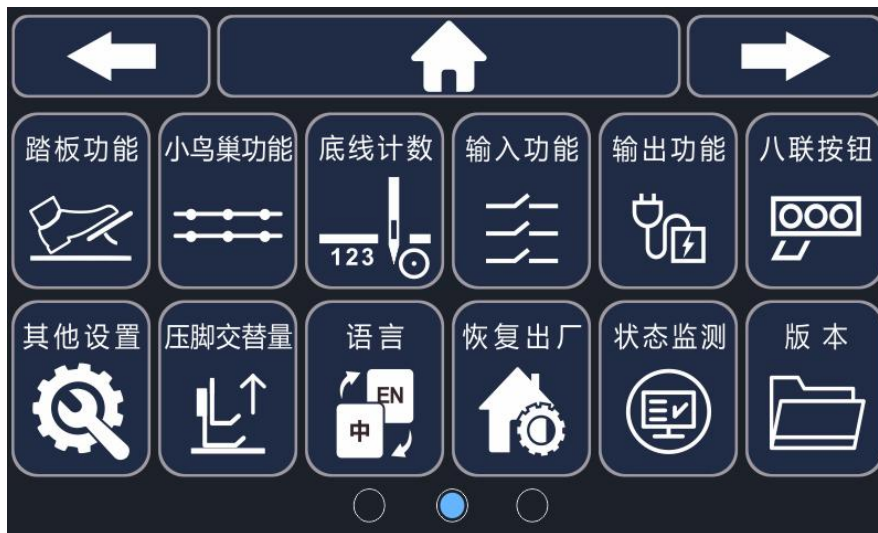 踏板功能
小鸟巢功能
底线计数
输入功能
输出功能
八联按钮
123
其他设置
压脚交替量
语言
恢复出厂
状态监测
版本
EN
中